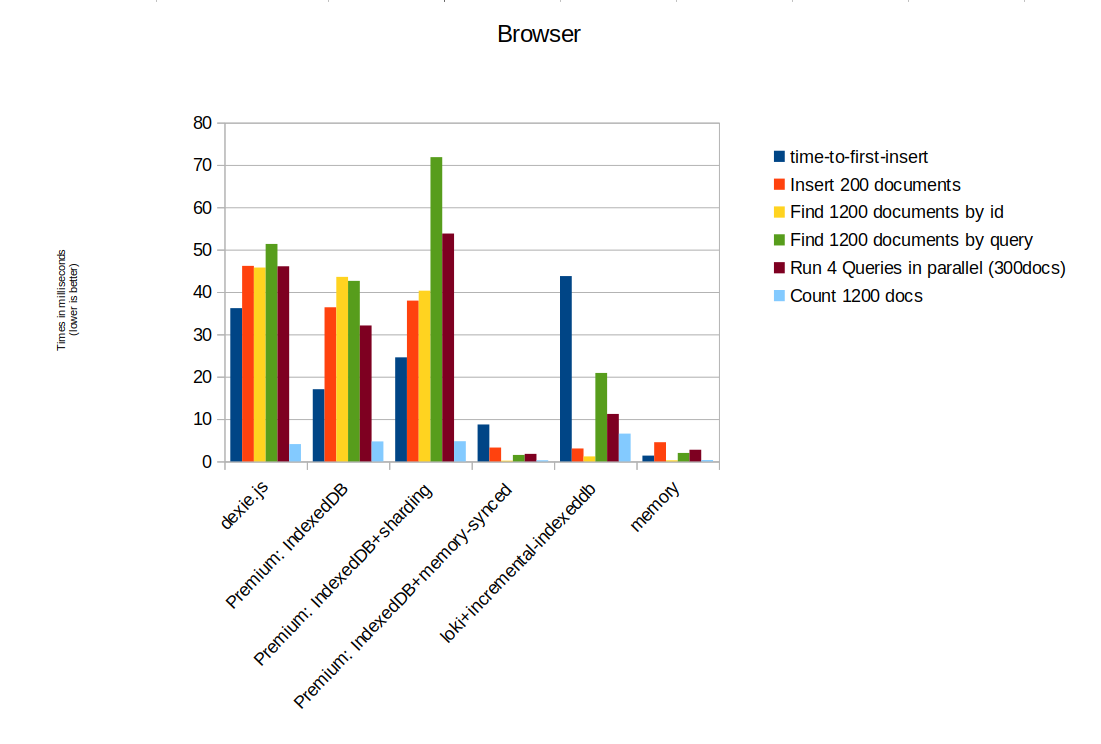 Browser
Times in milliseconds
(lower is better)
80
70
60
50
40
30
20
10
0
dexie.js
Premium: IndexedDB
Premium: IndexedDB+sharding
Premium: IndexedDB+memory-synced
loki+incremental-indexeddb
memory
time-to-first-insert
Insert 200 documents
Find 1200 documents by id
Find 1200 documents by query
Run 4 Queries in parallel (300docs)
Count 1200 docs